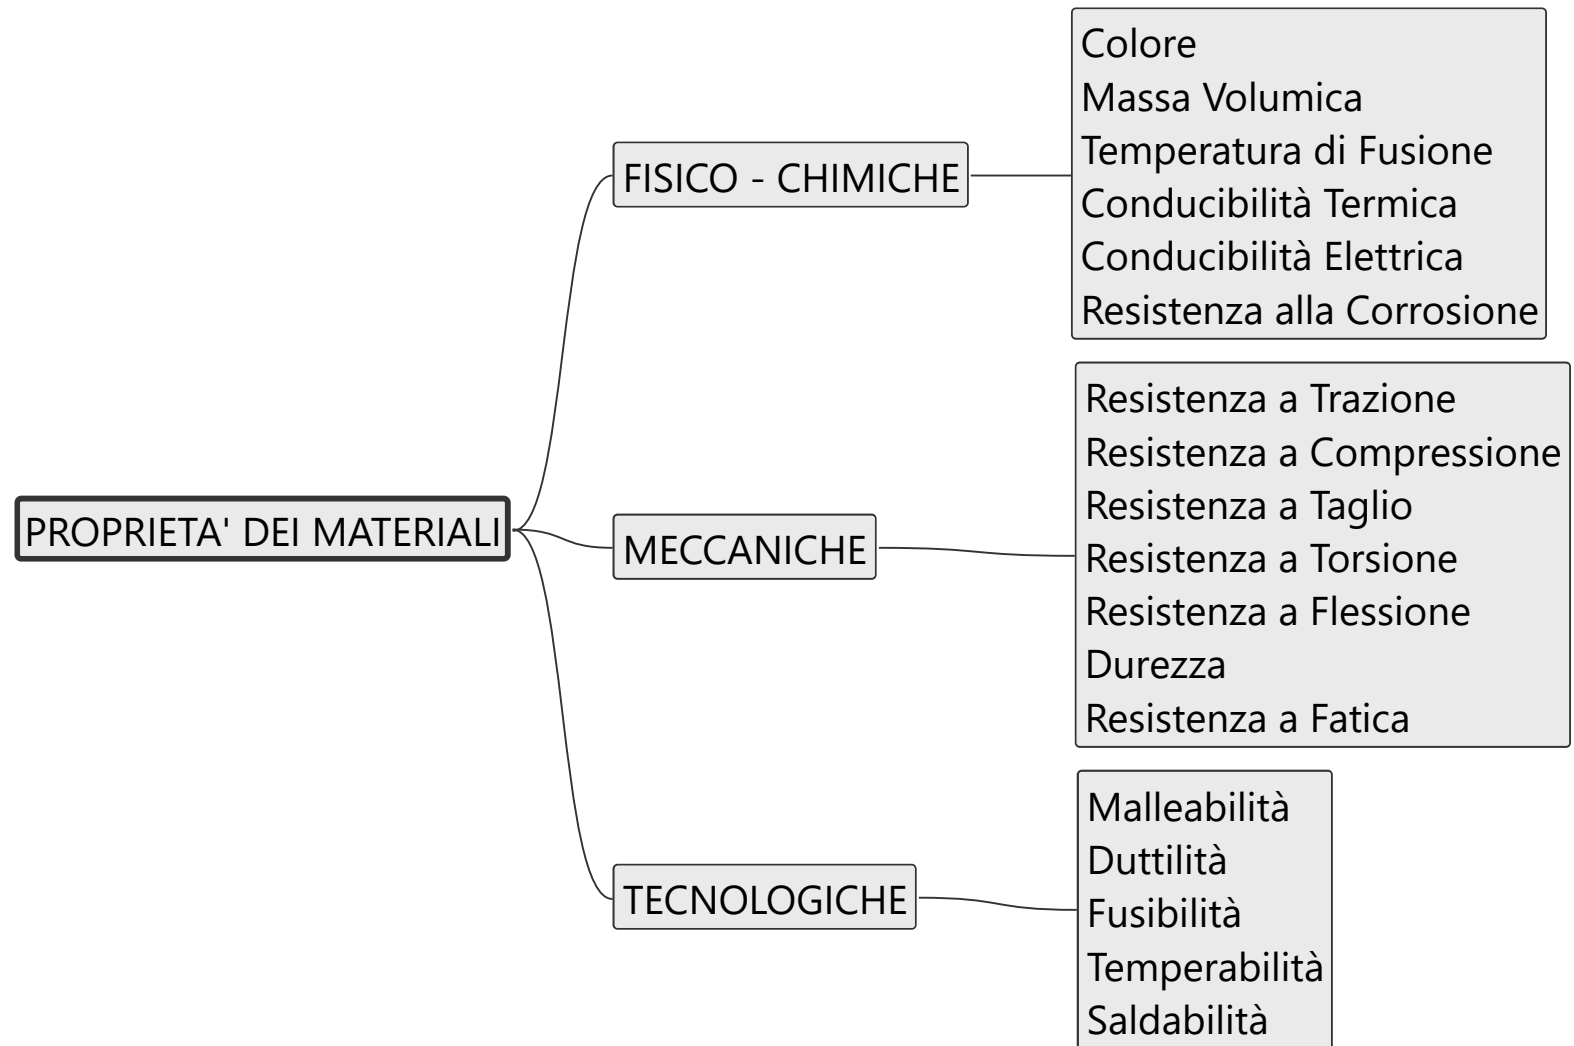 PROPRIETA' DEI MATERIALI
FISICO - CHIMICHE
Colore
Massa Volumica
Temperatura di Fusione
Conducibilità Termica
Conducibilità Elettrica
Resistenza alla Corrosione
MECCANICHE
Resistenza a Trazione
Resistenza a Compressione
Resistenza a Taglio
Resistenza a Torsione
Resistenza a Flessione
Durezza
Resistenza a Fatica
TECNOLOGICHE
Malleabilità
Duttilità
Fusibilità
Temperabilità
Saldabilità